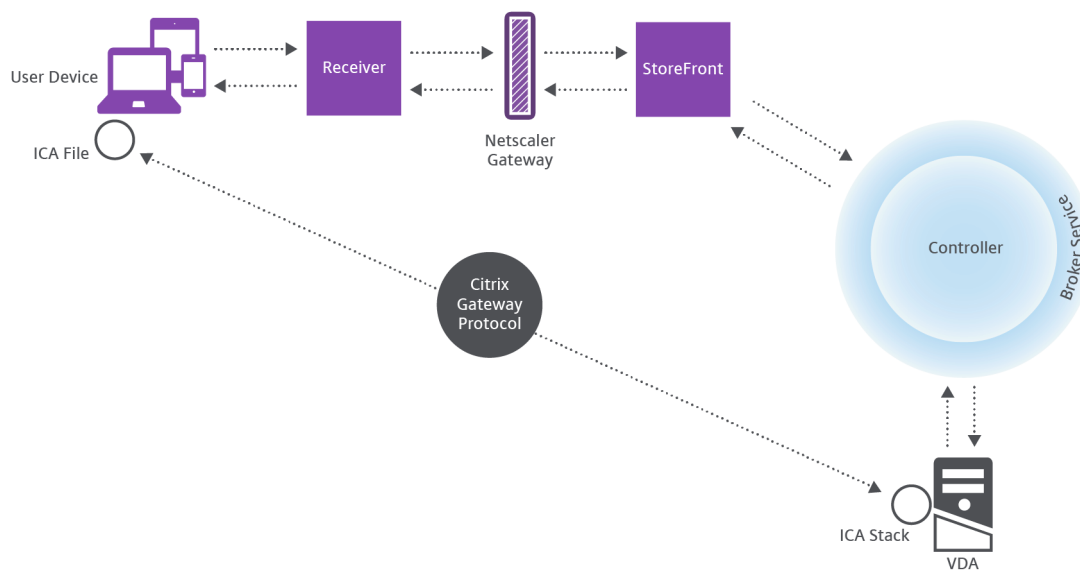 User Device
Receiver
StoreFront
Netscaler
Gateway
ICA File
Broker Service
Controller
Citrix
Gateway
Protocol
ICA Stack
VDA